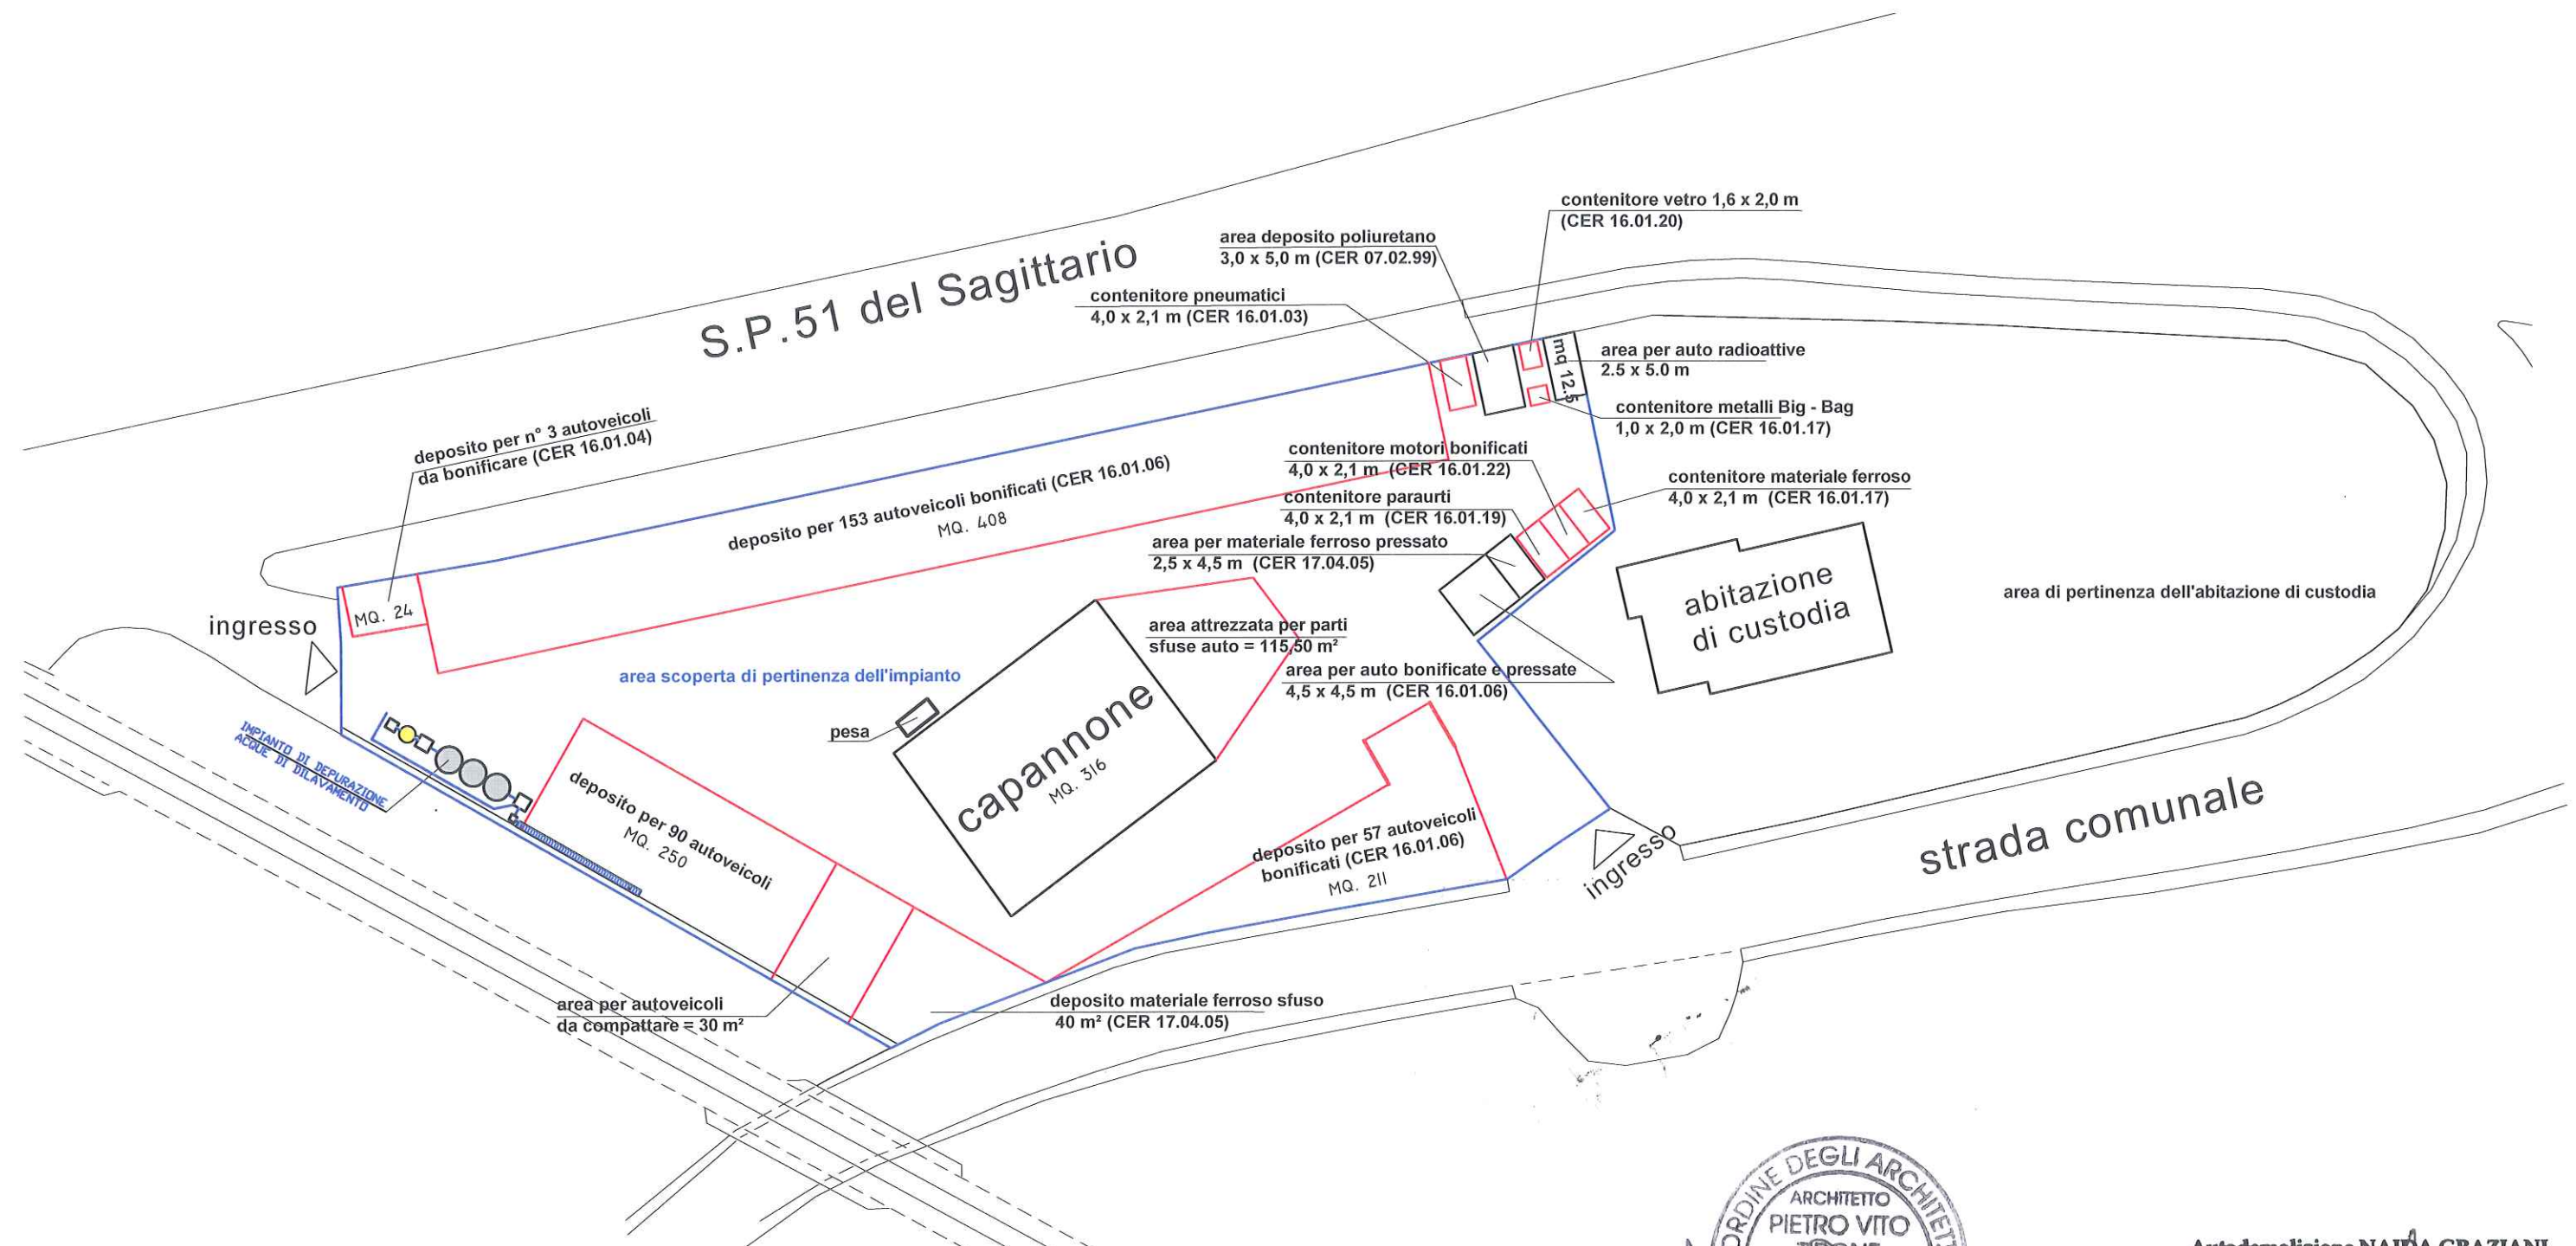 contenitore vetro 1,6 x 2,0 m
(CER 16.01.20)
area deposito poliuretano
3,0 x 5,0 m (CER 07.02.99)
S.P.51 del Sagittario
contenitore pneumatici
4,0 x 2,1 m (CER 16.01.03)
mq 12.5
area per auto radioattive
2.5 x 5.0 m
contenitore metalli Big - Bag
1,0 x 2,0 m (CER 16.01.17)
deposito per n° 3 autoveicoli
da bonificare (CER 16.01.04)
contenitore motori bonificati
4,0 x 2,1 m (CER 16.01.22)
contenitore materiale ferroso
4,0 x 2,1 m (CER 16.01.17)
deposito per 153 autoveicoli bonificati (CER 16.01.06)
MQ. 408
contenitore paraurti
4,0 x 2,1 m (CER 16.01.19)
area per materiale ferroso pressato
2,5 x 4,5 m (CER 17.04.05)
abitazione
di custodia
area di pertinenza dell'abitazione di custodia
MQ. 24
ingresso
area attrezzata per parti
sfuse auto = 115,50 m²
area scoperta di pertinenza dell'impianto
area per auto bonificate e pressate
4,5 x 4,5 m (CER 16.01.06)
pesa
capannone
MQ. 316
IMPIANTO DI DEPURAZIONE
ACQUE DI DILAVAMENTO
deposito per 90 autoveicoli
MQ. 250
deposito per 57 autoveicoli
bonificati (CER 16.01.06)
MQ. 211
ingresso
strada comunale
area per autoveicoli
da compattare = 30 m²
deposito materiale ferroso sfuso
40 m² (CER 17.04.05)
ORDINE DEGLI ARCHITETT
ARCHITETTO
PIETRO VITO
Autodemolizione NAIDA GRAZIANI